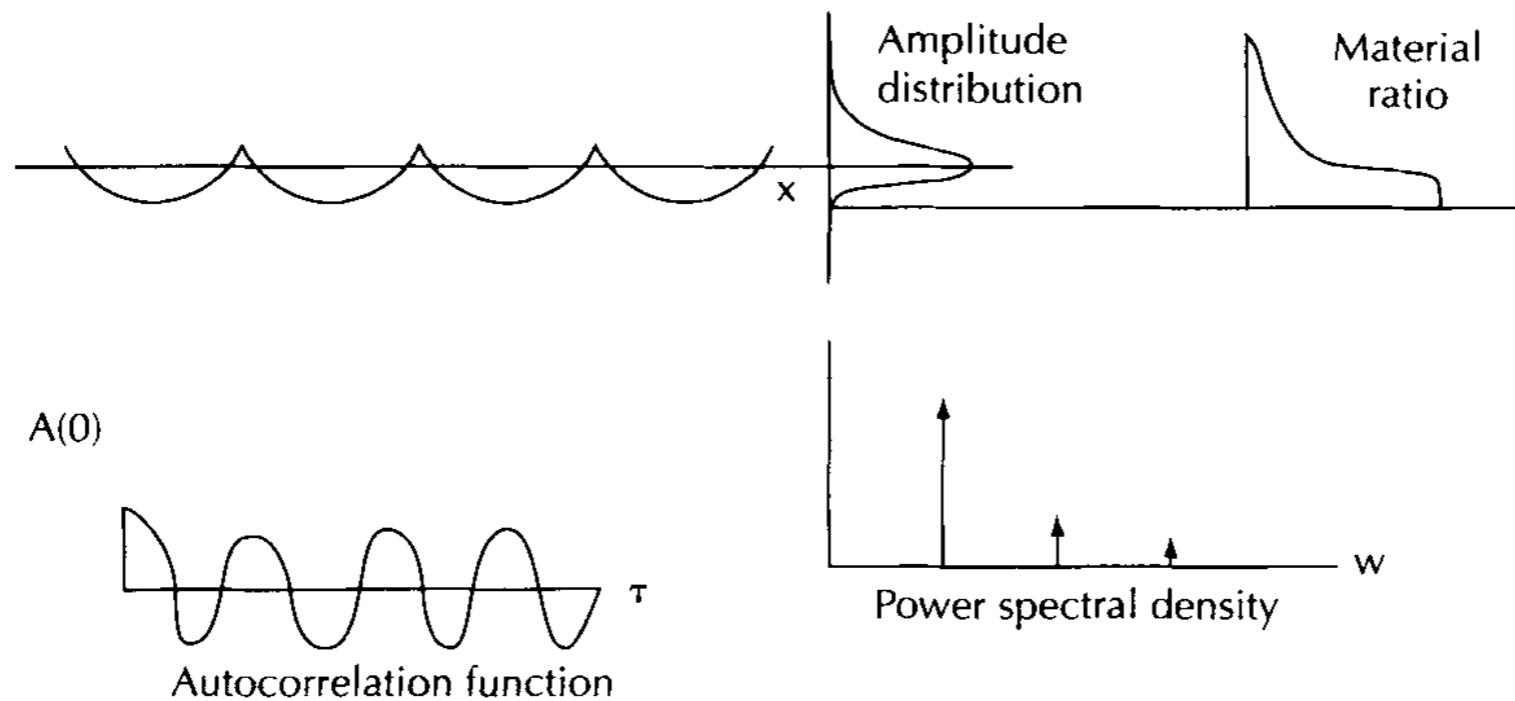 Amplitude
distribution
Material
ratio
x
A(0)
τ
Autocorrelation function
w
Power spectral density